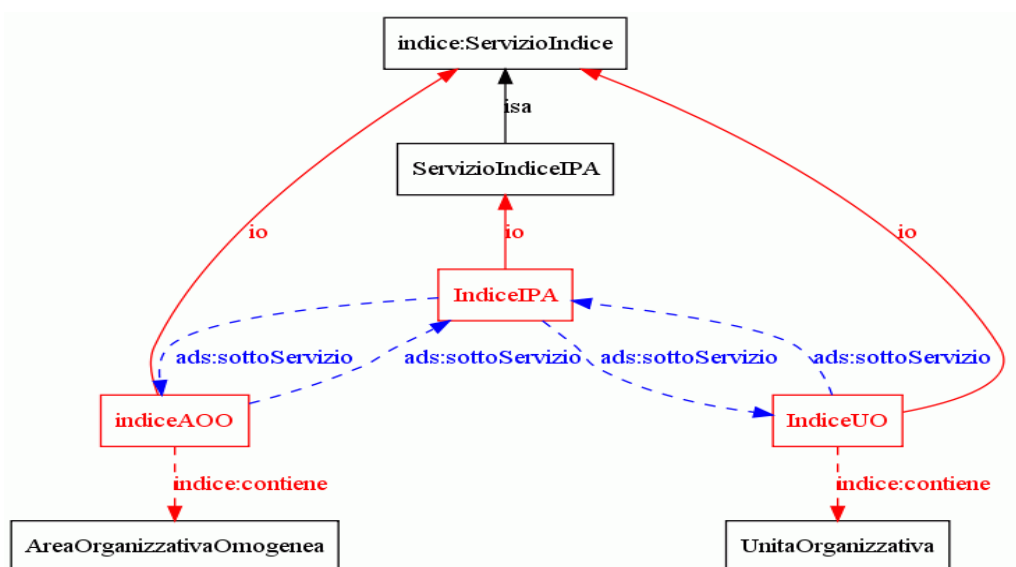 indice:ServizioIndice
isa
ServizioIndiceIPA
io
io
io
IndiceIPA
ads:sottoServizio
ads:sottoServizio
ads:sottoServizio
ads:sottoServizio
indiceAOO
IndiceUO
indice:contiene
indice:contiene
AreaOrganizzativaOmogenea
UnitaOrganizzativa